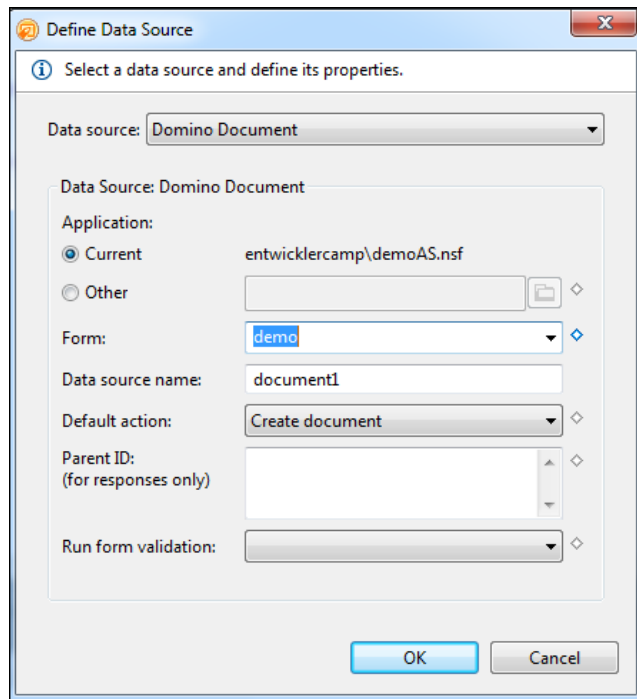 Define Data Source
Select a data source and define its properties.
Data source: Domino Document
Data Source: Domino Document
Application:
Current entwicklercamp\demoAS.nsf
Other
Form: demo
Data source name: document1
Default action: Create document
Parent ID:
(for responses only)
Run form validation:
OK Cancel